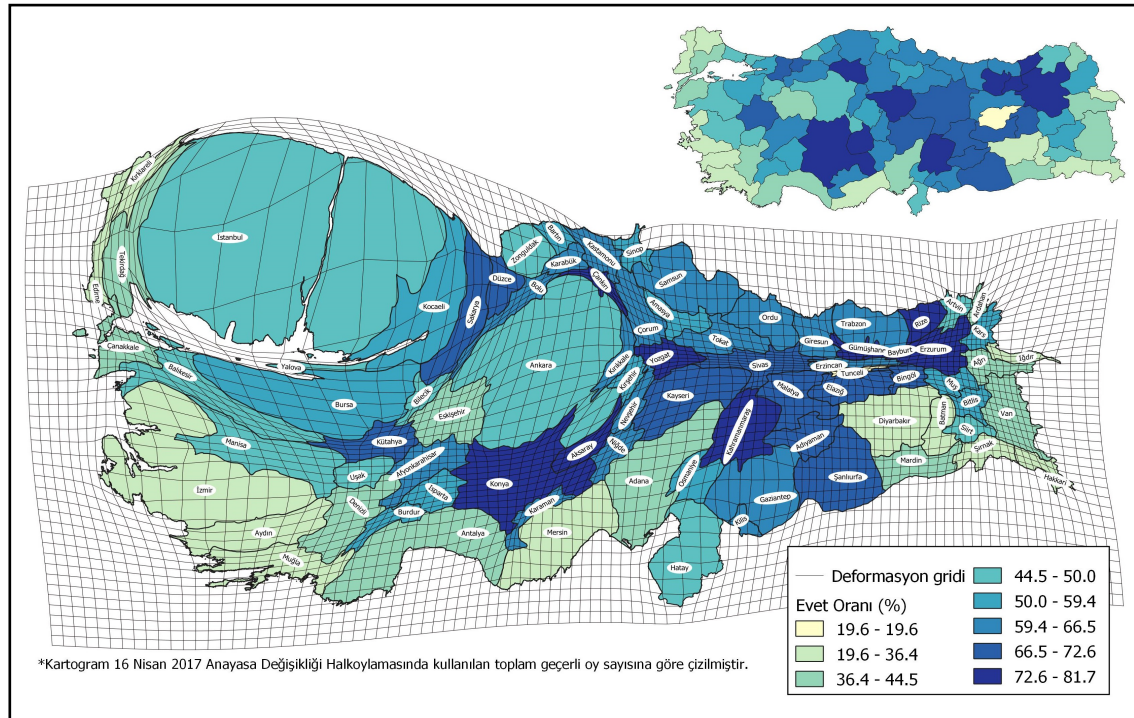 Kırklareli
İstanbul
Tekirdağ
Edirne
Çanakkale
Balıkesir
Yalova
Bursa
Kocaeli
Sakarya
Düzce
Bolu
Zonguldak
Bartın
Karabük
Kastamonu
Çankırı
Sinop
Samsun
Amasya
Çorum
Tokat
Ordu
Giresun
Trabzon
Gümüşhane
Bayburt
Rize
Erzurum
Artvin
Ardahan
Kars
Iğdır
Ağrı
Ankara
Kırıkkale
Yozgat
Kırşehir
Sivas
Erzincan
Tunceli
Bingöl
Muş
Bitlis
Van
Bilecik
Eskişehir
Kütahya
Nevşehir
Kayseri
Malatya
Elazığ
Diyarbakır
Batman
Siirt
Şırnak
Hakkari
Manisa
Uşak
Afyonkarahisar
Konya
Aksaray
Niğde
Kahramanmaraş
Adıyaman
Mardin
İzmir
Denizli
Isparta
Burdur
Karaman
Adana
Osmaniye
Gaziantep
Şanlıurfa
Aydın
Muğla
Antalya
Mersin
Kilis
Hatay
Deformasyon gridi
Evet Oranı (%)
19.6 - 19.6
19.6 - 36.4
36.4 - 44.5
44.5 - 50.0
50.0 - 59.4
59.4 - 66.5
66.5 - 72.6
72.6 - 81.7
*Kartogram 16 Nisan 2017 Anayasa Değişikliği Halkoylamasında kullanılan toplam geçerli oy sayısına göre çizilmiştir.